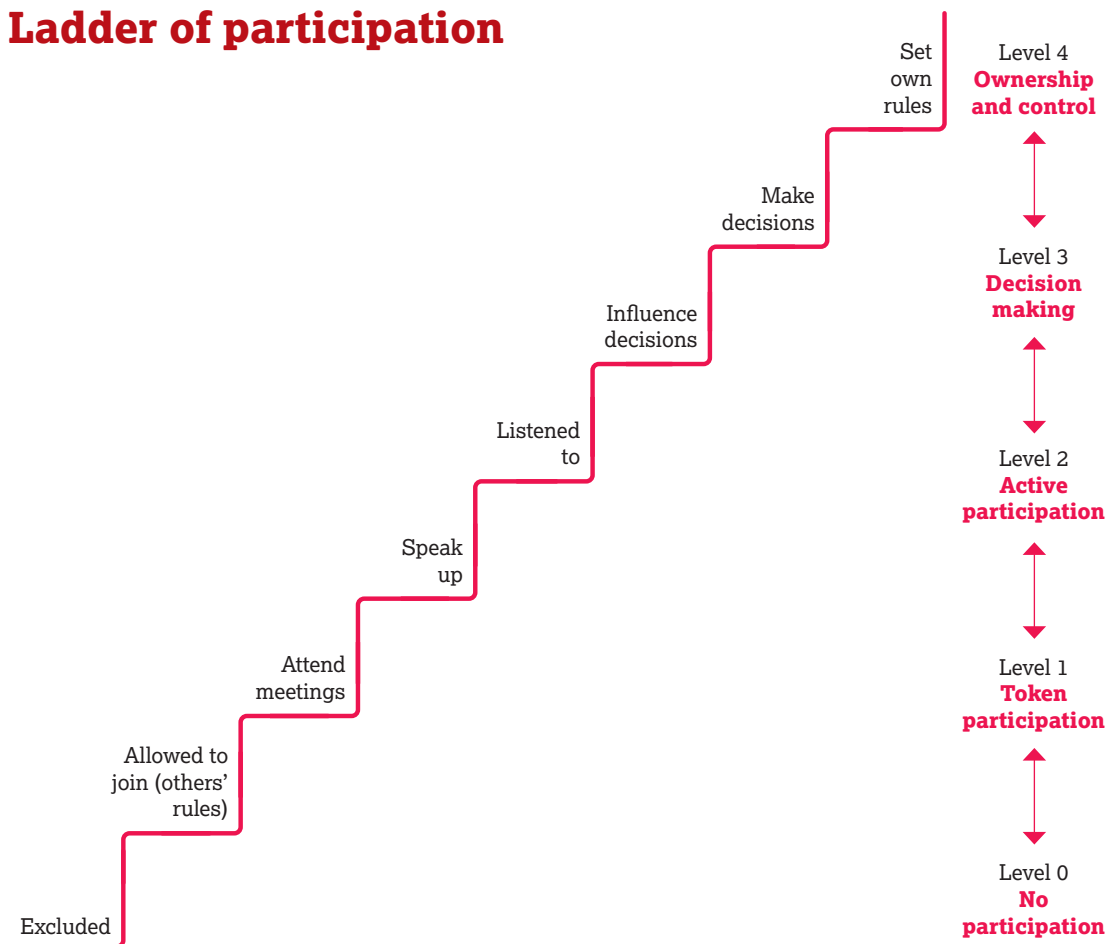 Ladder of participation
Set
own
rules
Level 4
Ownership
and control
Make
decisions
Level 3
Decision
making
Influence
decisions
Listened
to
Level 2
Active
participation
Speak
up
Attend
meetings
Level 1
Token
participation
Allowed to
join (others’
rules)
Level 0
No
participation
Excluded